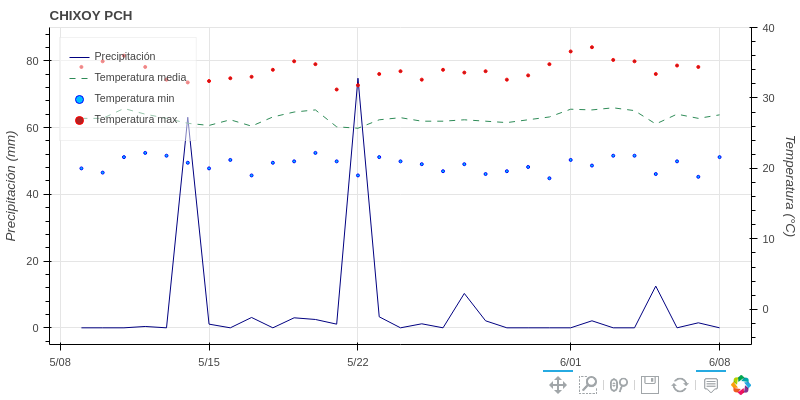 CHIXOY PCH
Precipitación
Temperatura media
Temperatura min
Temperatura max
Precipitación (mm)
80
60
40
20
0
Temperatura (°C)
40
30
20
10
0
5/08
5/15
5/22
6/01
6/08